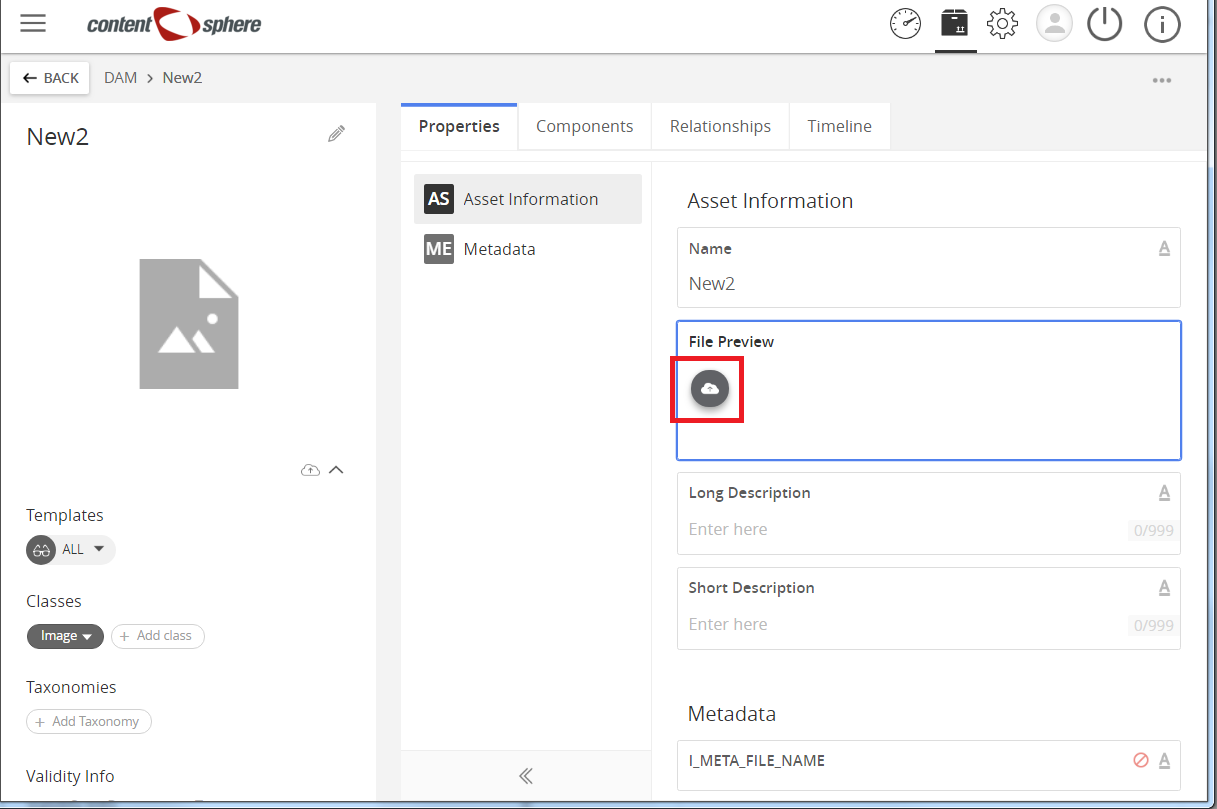 content sphere
BACK DAM New2
New2
Templates
ALL
Classes
Image + Add class
Taxonomies
+ Add Taxonomy
Validity Info
Properties Components Relationships Timeline
AS Asset Information
ME Metadata
Asset Information
Name A
New2
File Preview
Long Description A
Enter here 0/999
Short Description A
Enter here 0/999
Metadata
I_META_FILE_NAME A